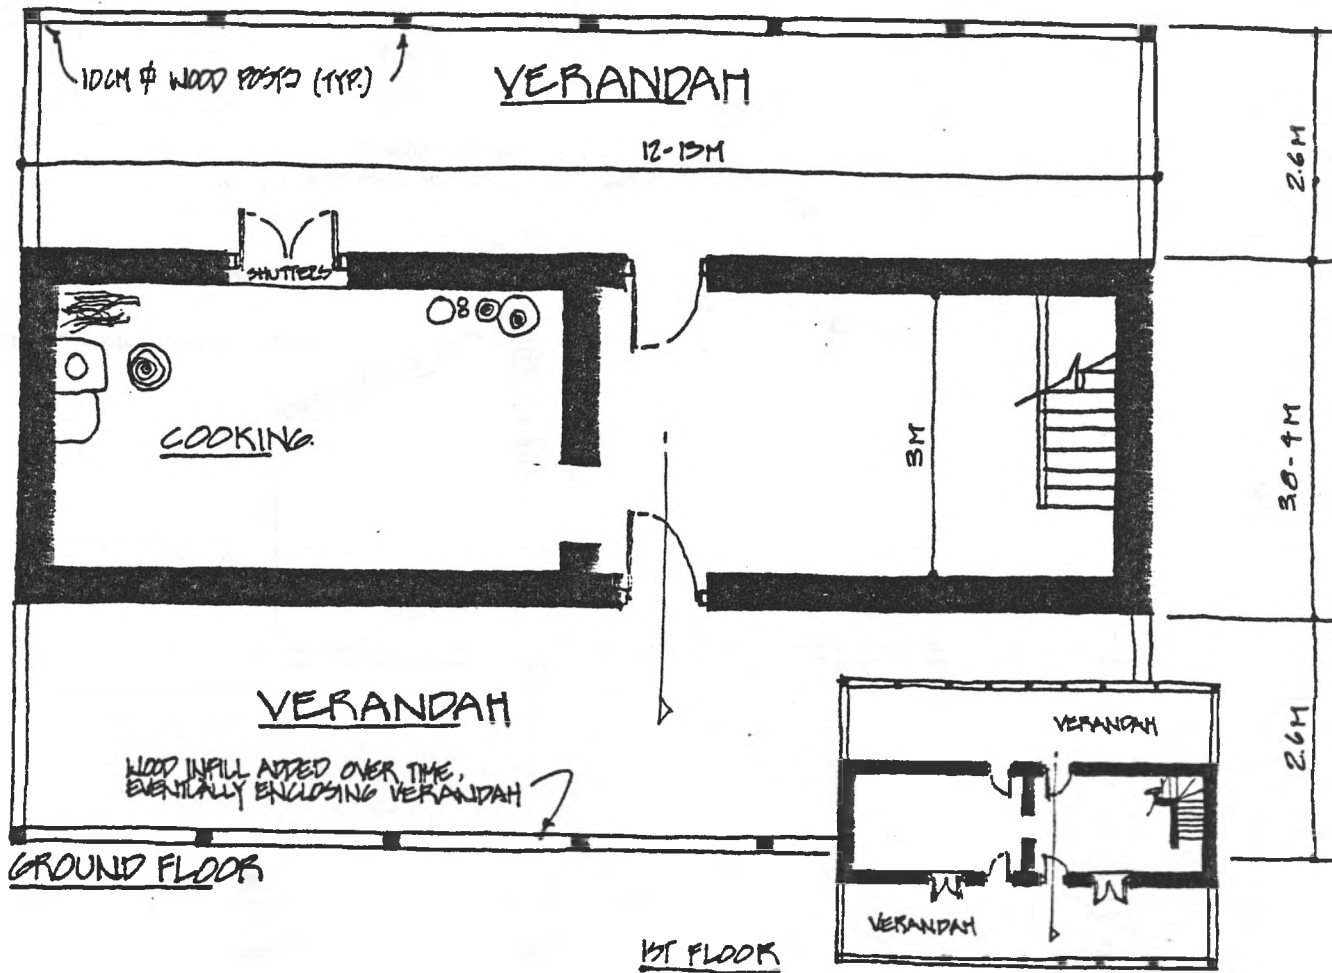 10CM ⌀ WOOD POSTS (TYP.)
VERANDAH
12-13M
2.6M
SHUTTERS
COOKING
3M
3.8-4M
VERANDAH
WOOD INFILL ADDED OVER TIME,
EVENTUALLY ENCLOSING VERANDAH
2.6M
GROUND FLOOR
VERANDAH
VERANDAH
1ST FLOOR